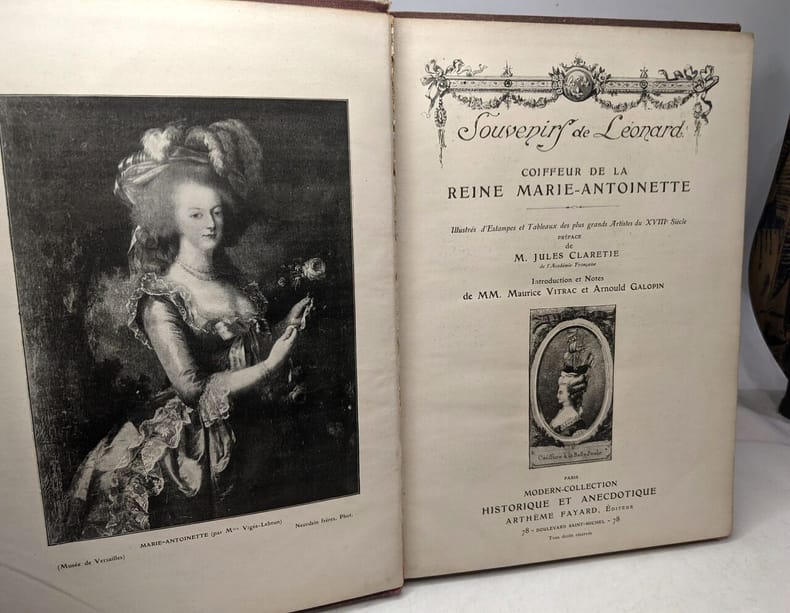 MARIE-ANTOINETTE (par Mme Vigée-Lebrun) Neurdein frères, Phot.
(Musée de Versailles)
Souvenirs de Léonard
COIFFEUR DE LA
REINE MARIE-ANTOINETTE
Illustrés d'Estampes et Tableaux des plus grands Artistes du XVIIIe Siècle
PRÉFACE
de
M. JULES CLARETIE
de l'Académie Française
Introduction et Notes
de MM. Maurice VITRAC et Arnould GALOPIN
Coëffure à la Belle-Poule
PARIS
MODERN-COLLECTION
HISTORIQUE ET ANECDOTIQUE
ARTHÈME FAYARD, ÉDITEUR
78 - BOULEVARD SAINT-MICHEL - 78
Tous droits réservés